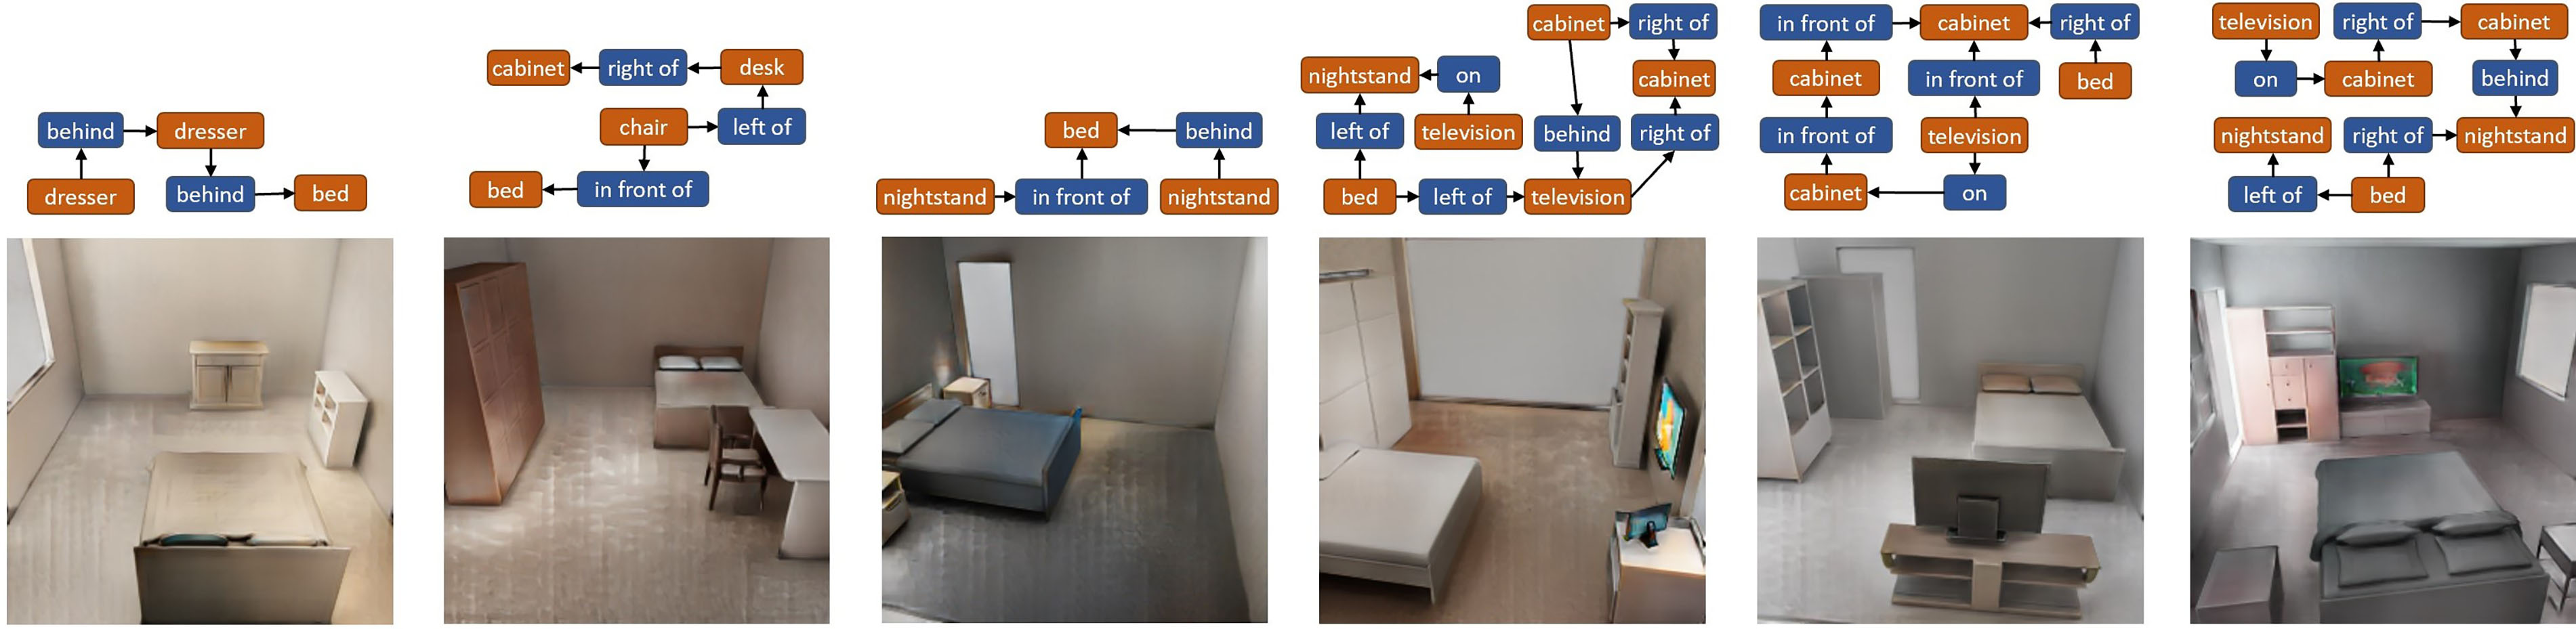 behind dresser
dresser behind bed
cabinet right of desk
chair left of
bed in front of
bed behind
nightstand in front of nightstand
cabinet right of
nightstand on cabinet
left of television behind right of
bed left of television
in front of cabinet right of
cabinet in front of bed
in front of television
cabinet on
television right of cabinet
on cabinet behind
nightstand right of nightstand
left of bed